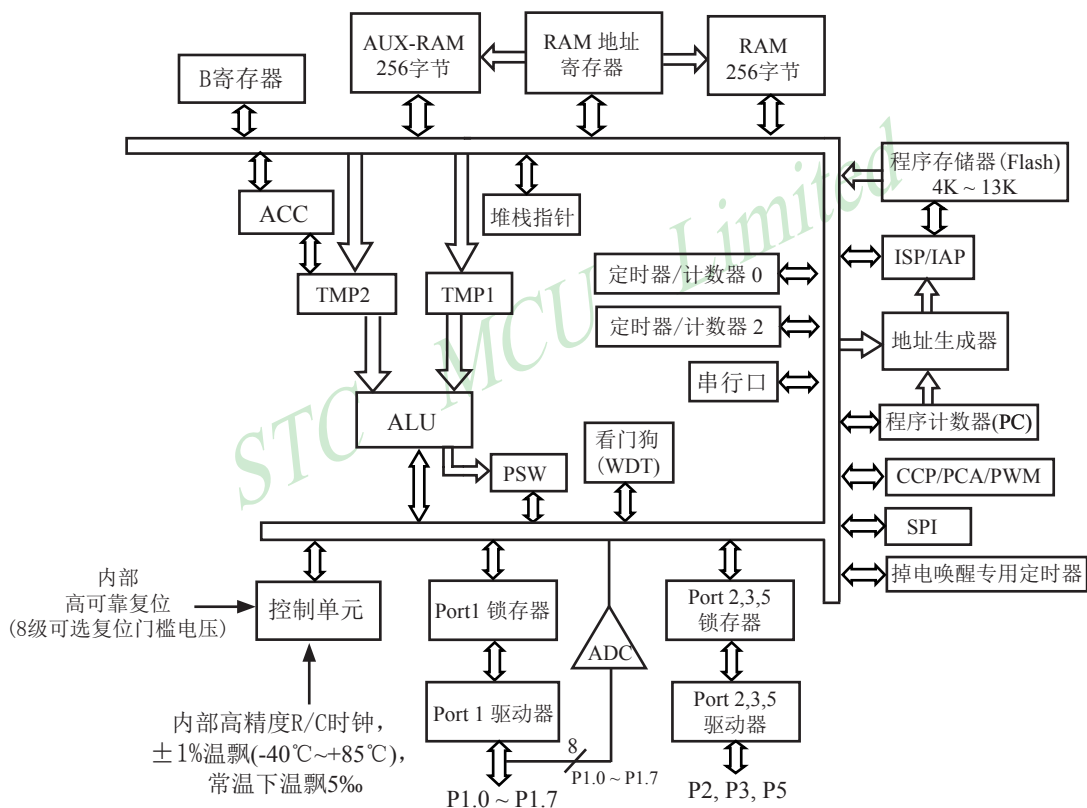 AUX-RAM
256字节
RAM 地址
寄存器
RAM
256字节
B寄存器
程序存储器(Flash)
4K ~ 13K
ACC
堆栈指针
ISP/IAP
定时器/计数器 0
TMP2
TMP1
定时器/计数器 2
地址生成器
串行口
ALU
程序计数器(PC)
看门狗
(WDT)
PSW
CCP/PCA/PWM
SPI
掉电唤醒专用定时器
内部
高可靠复位
(8级可选复位门槛电压)
控制单元
Port1 锁存器
ADC
Port 2,3,5
锁存器
Port 1 驱动器
Port 2,3,5
驱动器
内部高精度R/C时钟，
±1%温飘(-40℃~+85℃)，
常温下温飘5‰
8
P1.0 ~ P1.7
P1.0 ~ P1.7
P2, P3, P5
STC MCU Limited